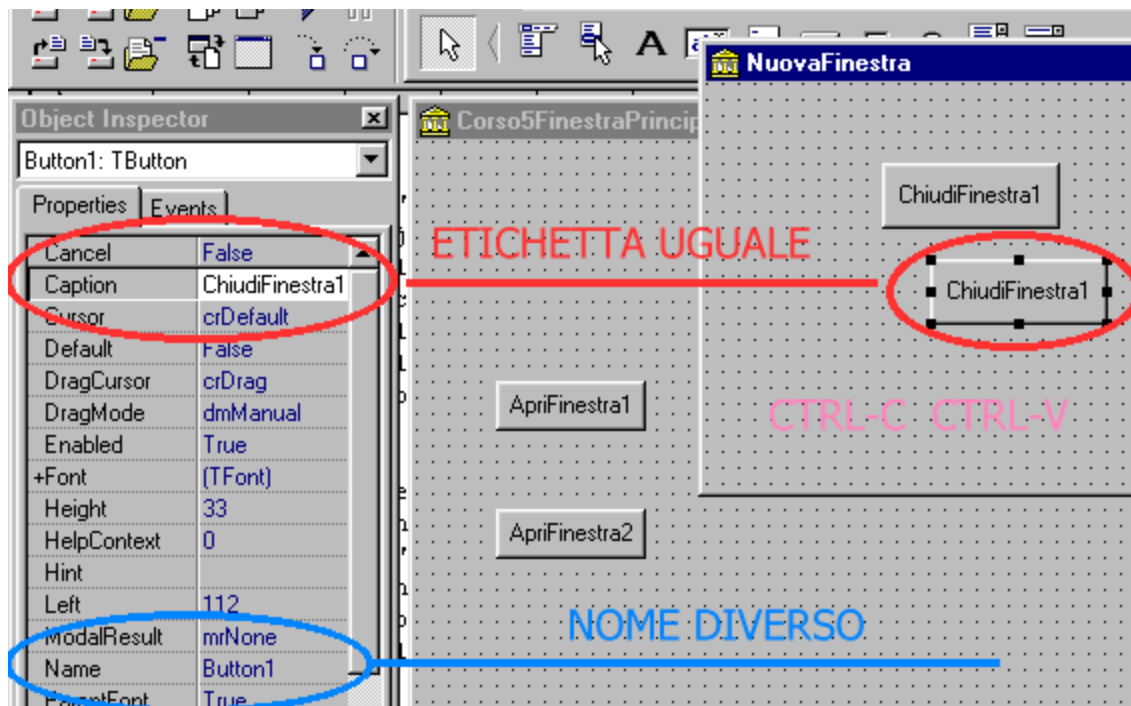 A
NuovaFinestra
Object Inspector
Corso5FinestraPrincip
Button1: TButton
Properties
Events
ChiudiFinestra1
ETICHETTA UGUALE
Cancel False
Caption ChiudiFinestra1
ChiudiFinestra1
Cursor crDefault
Default False
DragCursor crDrag
DragMode dmManual
ApriFinestra1
CTRL-C CTRL-V
Enabled True
+Font (TFont)
Height 33
HelpContext 0
ApriFinestra2
Hint
Left 112
NOME DIVERSO
ModalResult mrNone
Name Button1
ParentFont True